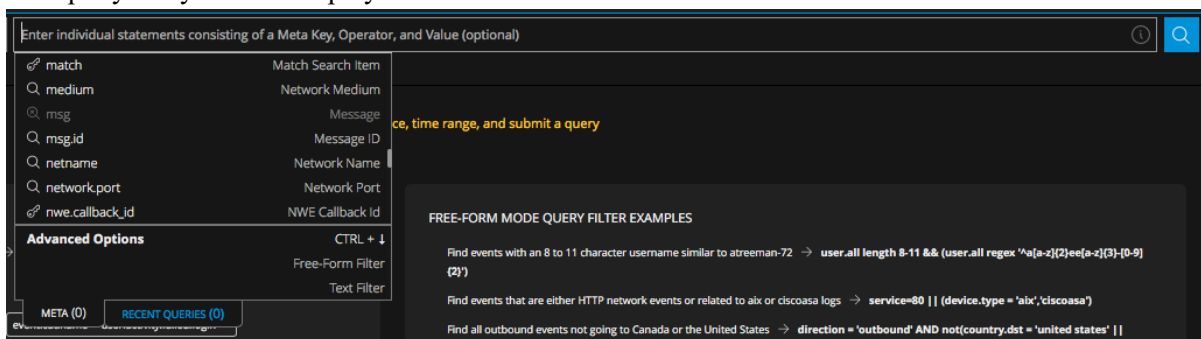 Enter individual statements consisting of a Meta Key, Operator, and Value (optional)
match Match Search Item
medium Network Medium
msg Message
msg.id Message ID
netname Network Name
network.port Network Port
nwe.callback_id NWE Callback Id
Advanced Options CTRL + ↓
Free-Form Filter
Text Filter
META (0) RECENT QUERIES (0)
ce, time range, and submit a query
FREE-FORM MODE QUERY FILTER EXAMPLES
Find events with an 8 to 11 character username similar to atreeman-72 → user.all length 8-11 && (user.all regex '^a[a-z]{2}ee[a-z]{3}-[0-9]
{2}')
Find events that are either HTTP network events or related to aix or ciscoasa logs → service=80 || (device.type = 'aix','ciscoasa')
Find all outbound events not going to Canada or the United States → direction = 'outbound' AND not(country.dst = 'united states' ||